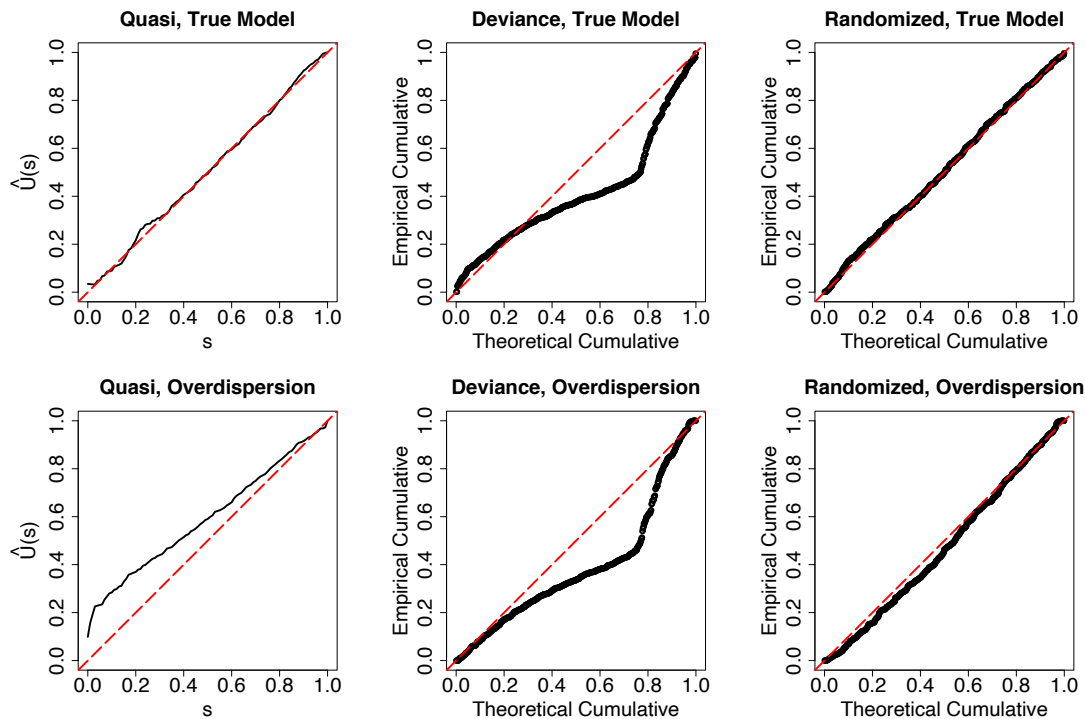 Quasi, True Model
Û(s)
0.0 0.2 0.4 0.6 0.8 1.0
0.0 0.2 0.4 0.6 0.8 1.0
s
Deviance, True Model
Empirical Cumulative
0.0 0.2 0.4 0.6 0.8 1.0
0.0 0.2 0.4 0.6 0.8 1.0
Theoretical Cumulative
Randomized, True Model
Empirical Cumulative
0.0 0.2 0.4 0.6 0.8 1.0
0.0 0.2 0.4 0.6 0.8 1.0
Theoretical Cumulative
Quasi, Overdispersion
Û(s)
0.0 0.2 0.4 0.6 0.8 1.0
0.0 0.2 0.4 0.6 0.8 1.0
s
Deviance, Overdispersion
Empirical Cumulative
0.0 0.2 0.4 0.6 0.8 1.0
0.0 0.2 0.4 0.6 0.8 1.0
Theoretical Cumulative
Randomized, Overdispersion
Empirical Cumulative
0.0 0.2 0.4 0.6 0.8 1.0
0.0 0.2 0.4 0.6 0.8 1.0
Theoretical Cumulative